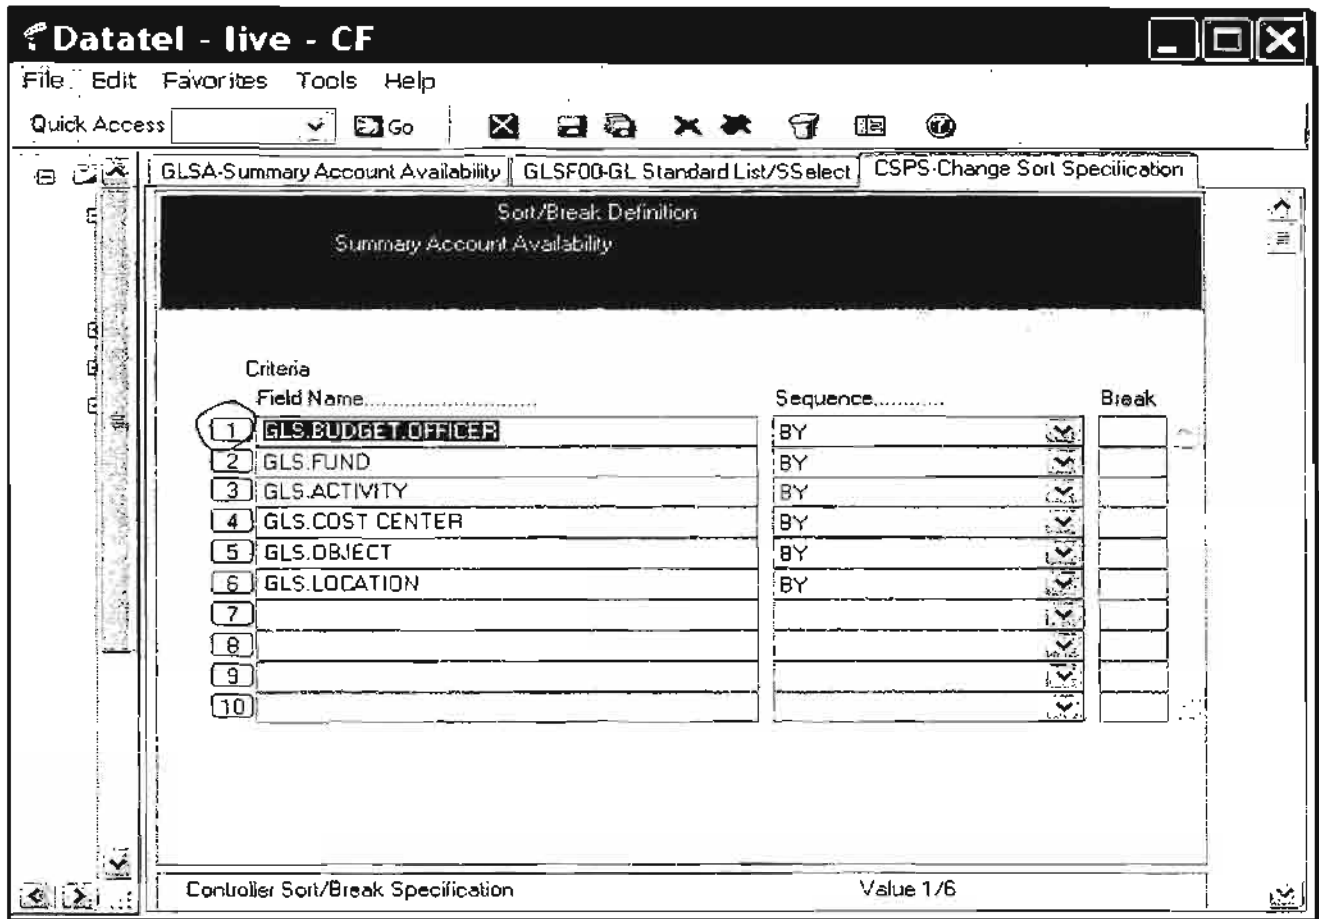 Datatel - live - CF
File Edit Favorites Tools Help
Quick Access Go
GLSA-Summary Account Availability GLSF00-GL Standard List/SSelect CSPS-Change Sort Specification
Sort/Break Definition
Summary Account Availability
Criteria
Field Name............................ Sequence............ Break
1 GLS.BUDGET.OFFICER BY
2 GLS.FUND BY
3 GLS.ACTIVITY BY
4 GLS.COST CENTER BY
5 GLS.OBJECT BY
6 GLS.LOCATION BY
7
8
9
10
Controller Sort/Break Specification Value 1/6